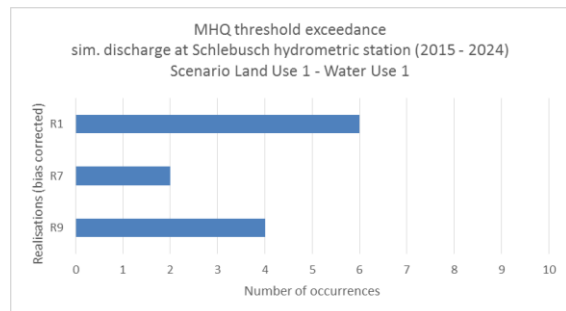 MHQ threshold exceedance
sim. discharge at Schlebusch hydrometric station (2015 - 2024)
Scenario Land Use 1 - Water Use 1
Realisations (bias corrected)
R1
R7
R9
0 1 2 3 4 5 6 7 8 9 10
Number of occurrences